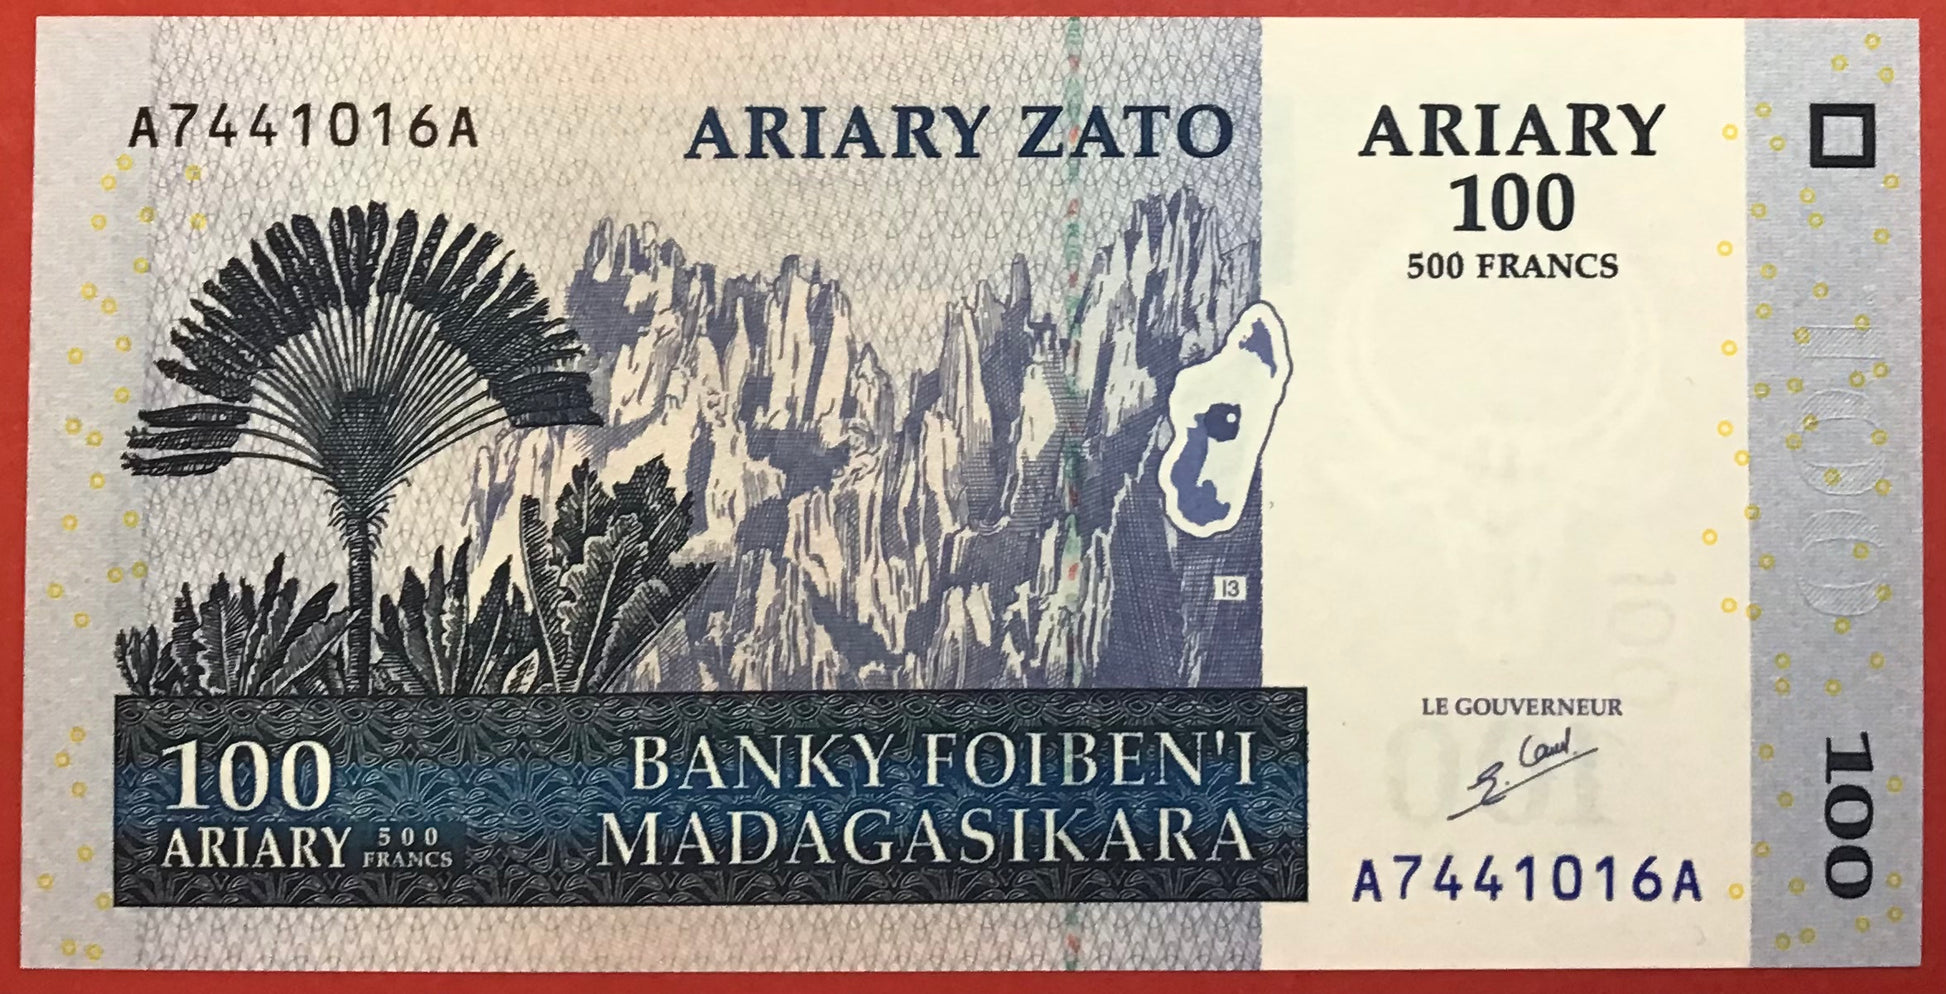 A7441016A
ARIARY ZATO
ARIARY
100
500 FRANCS
100
13
LE GOUVERNEUR
100
ARIARY
500
FRANCS
BANKY FOIBEN'I
MADAGASIKARA
A7441016A
100